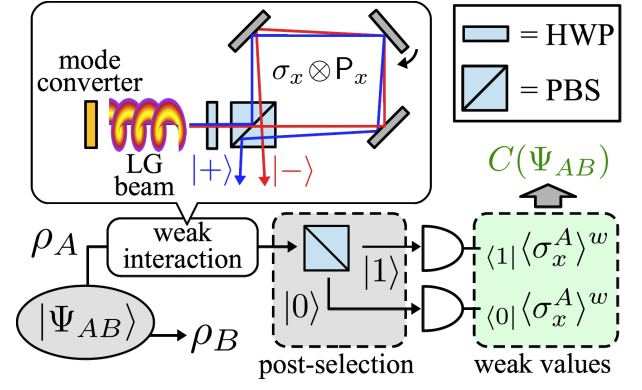 mode
converter
LG
beam
σ_x ⊗ P_x
|+⟩
|−⟩
= HWP
= PBS
C(Ψ_AB)
ρ_A
weak
interaction
|Ψ_AB⟩
ρ_B
|1⟩
|0⟩
post-selection
⟨1|⟨σ_x^A⟩^w
⟨0|⟨σ_x^A⟩^w
weak values